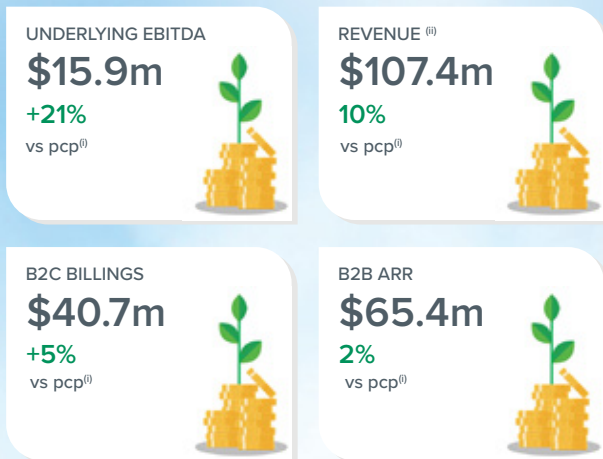 UNDERLYING EBITDA
$15.9m
+21%
vs pcp(i)
REVENUE (ii)
$107.4m
10%
vs pcp(i)
B2C BILLINGS
$40.7m
+5%
vs pcp(i)
B2B ARR
$65.4m
2%
vs pcp(i)